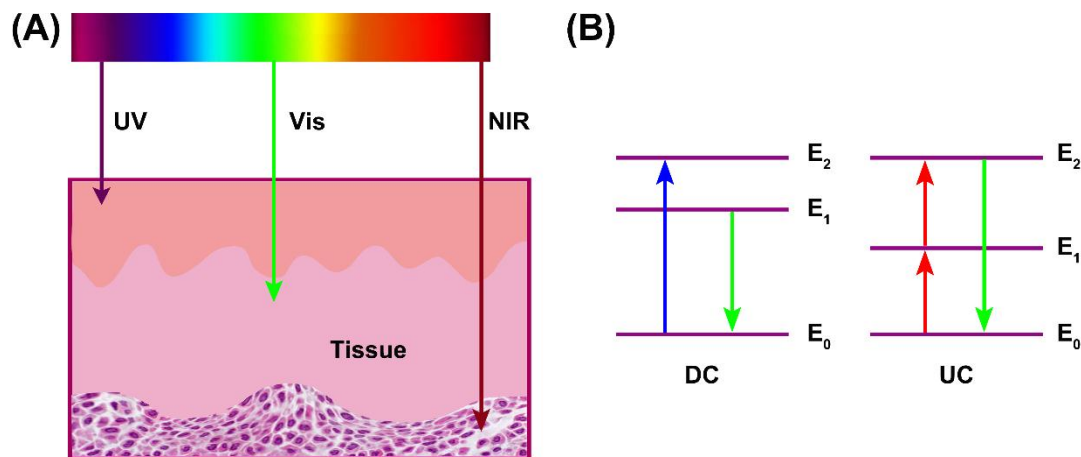 (A)
(B)
UV
Vis
NIR
Tissue
E₂
E₁
E₀
DC
E₂
E₁
E₀
UC